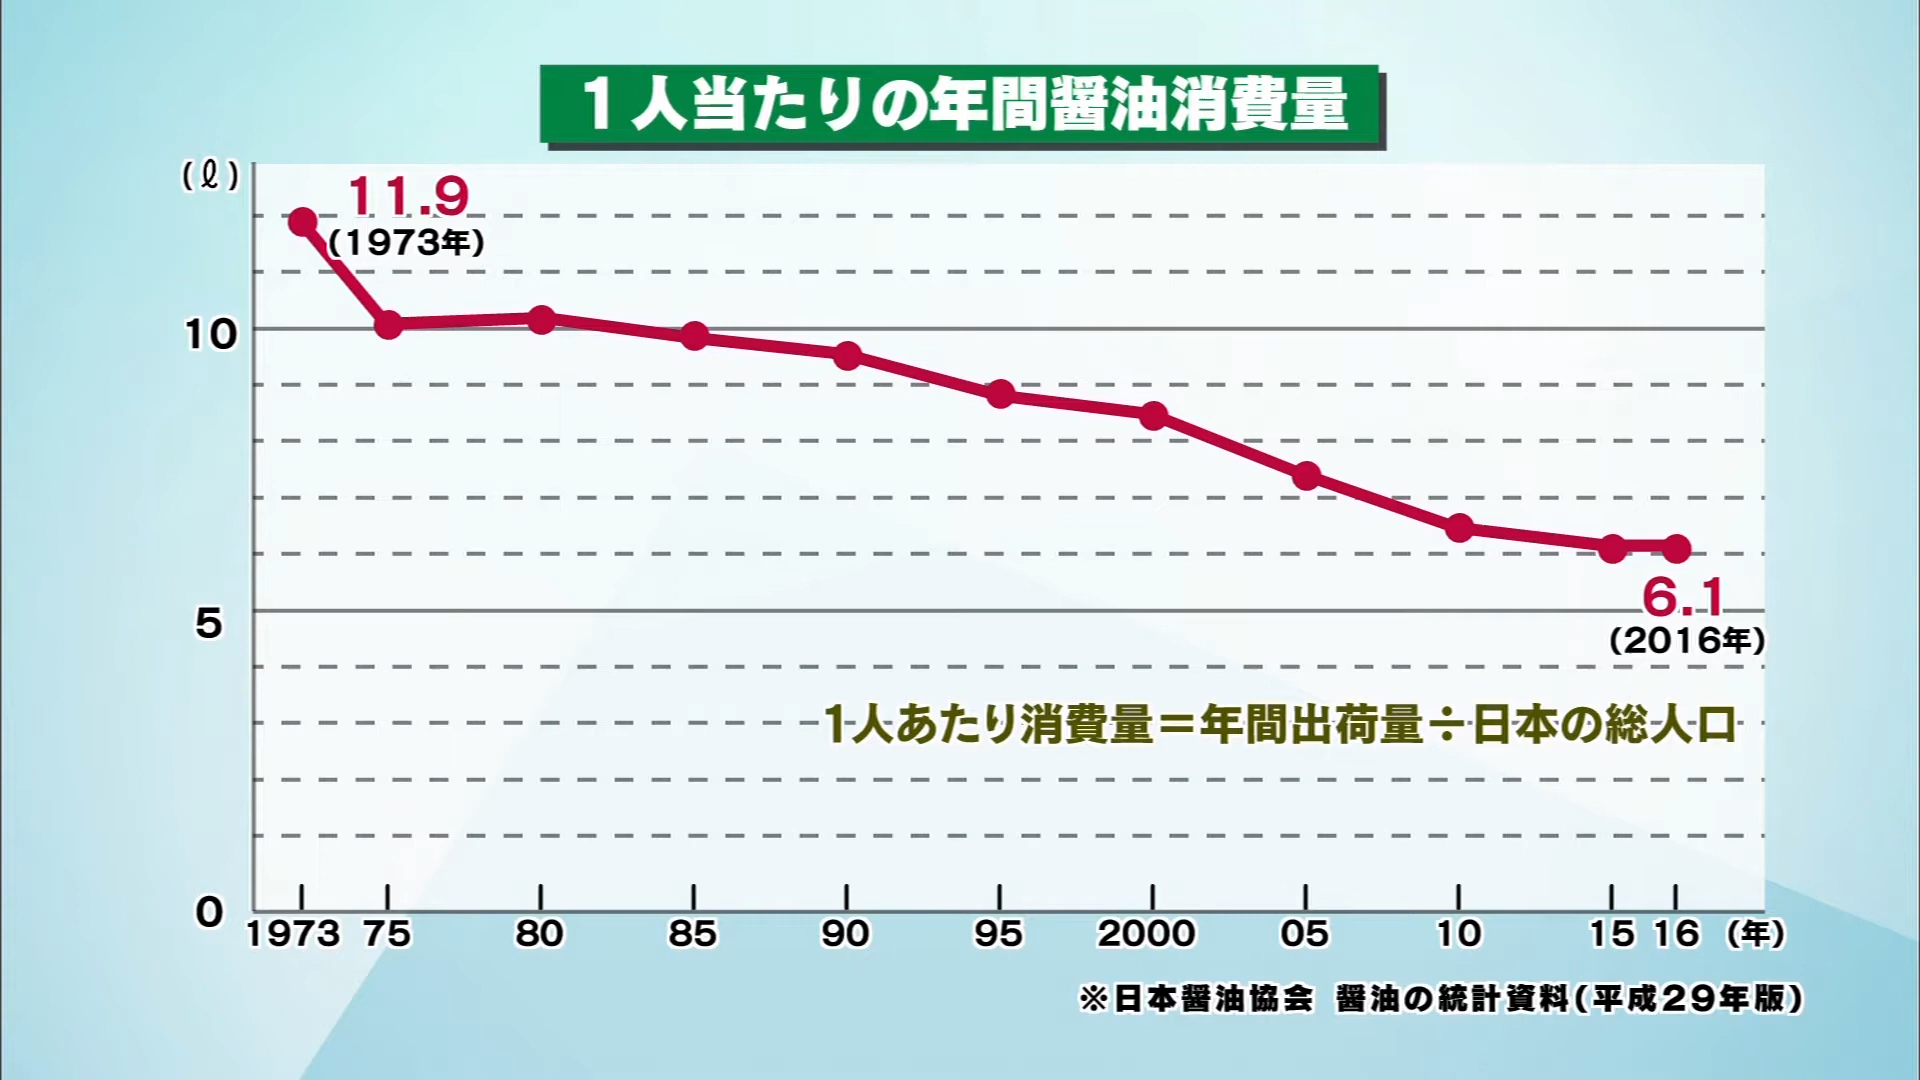 1人当たりの年間醤油消費量
(ℓ)
11.9
(1973年)
10
5
6.1
(2016年)
1人あたり消費量＝年間出荷量÷日本の総人口
0
1973 75 80 85 90 95 2000 05 10 15 16 (年)
※日本醤油協会 醤油の統計資料(平成29年版)